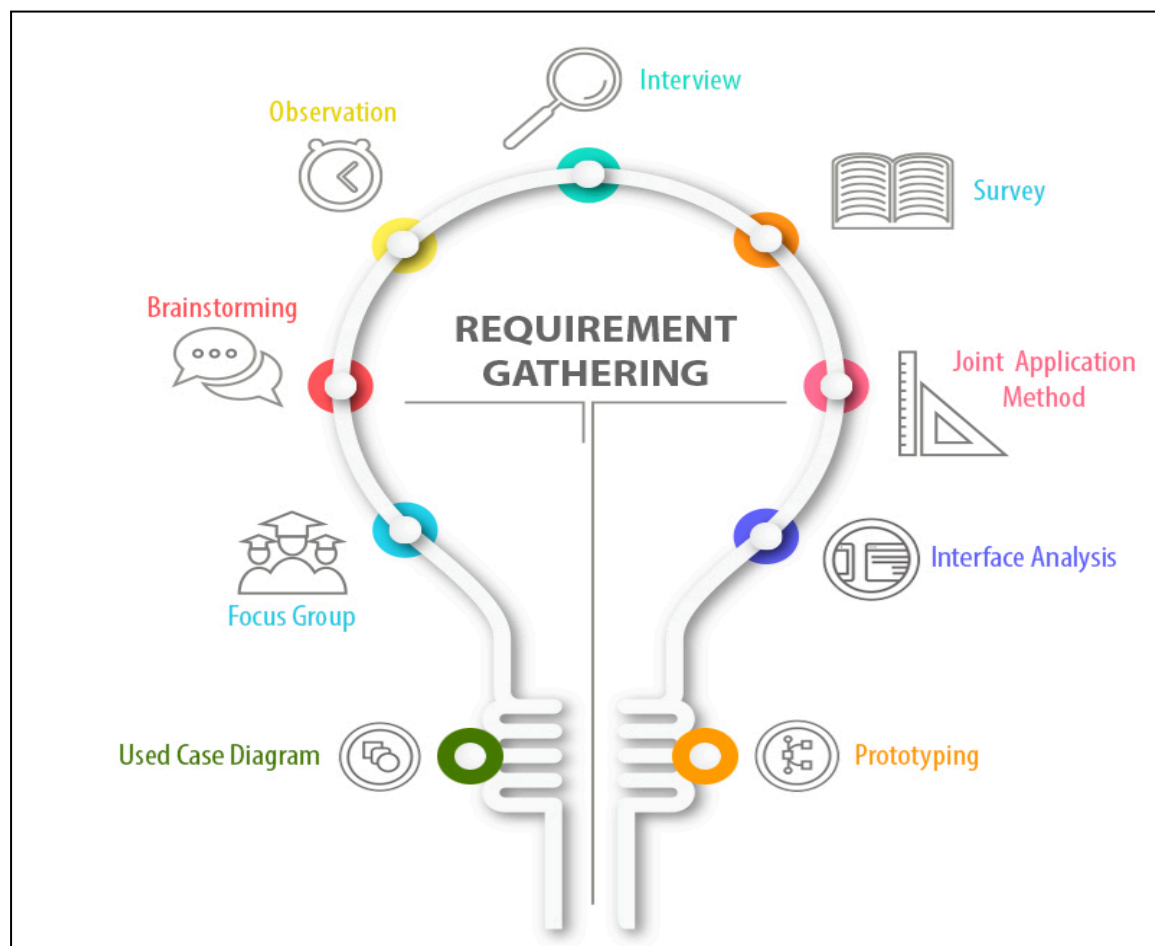 Interview
Observation
Survey
Brainstorming
REQUIREMENT
GATHERING
Joint Application
Method
Interface Analysis
Focus Group
Used Case Diagram
Prototyping